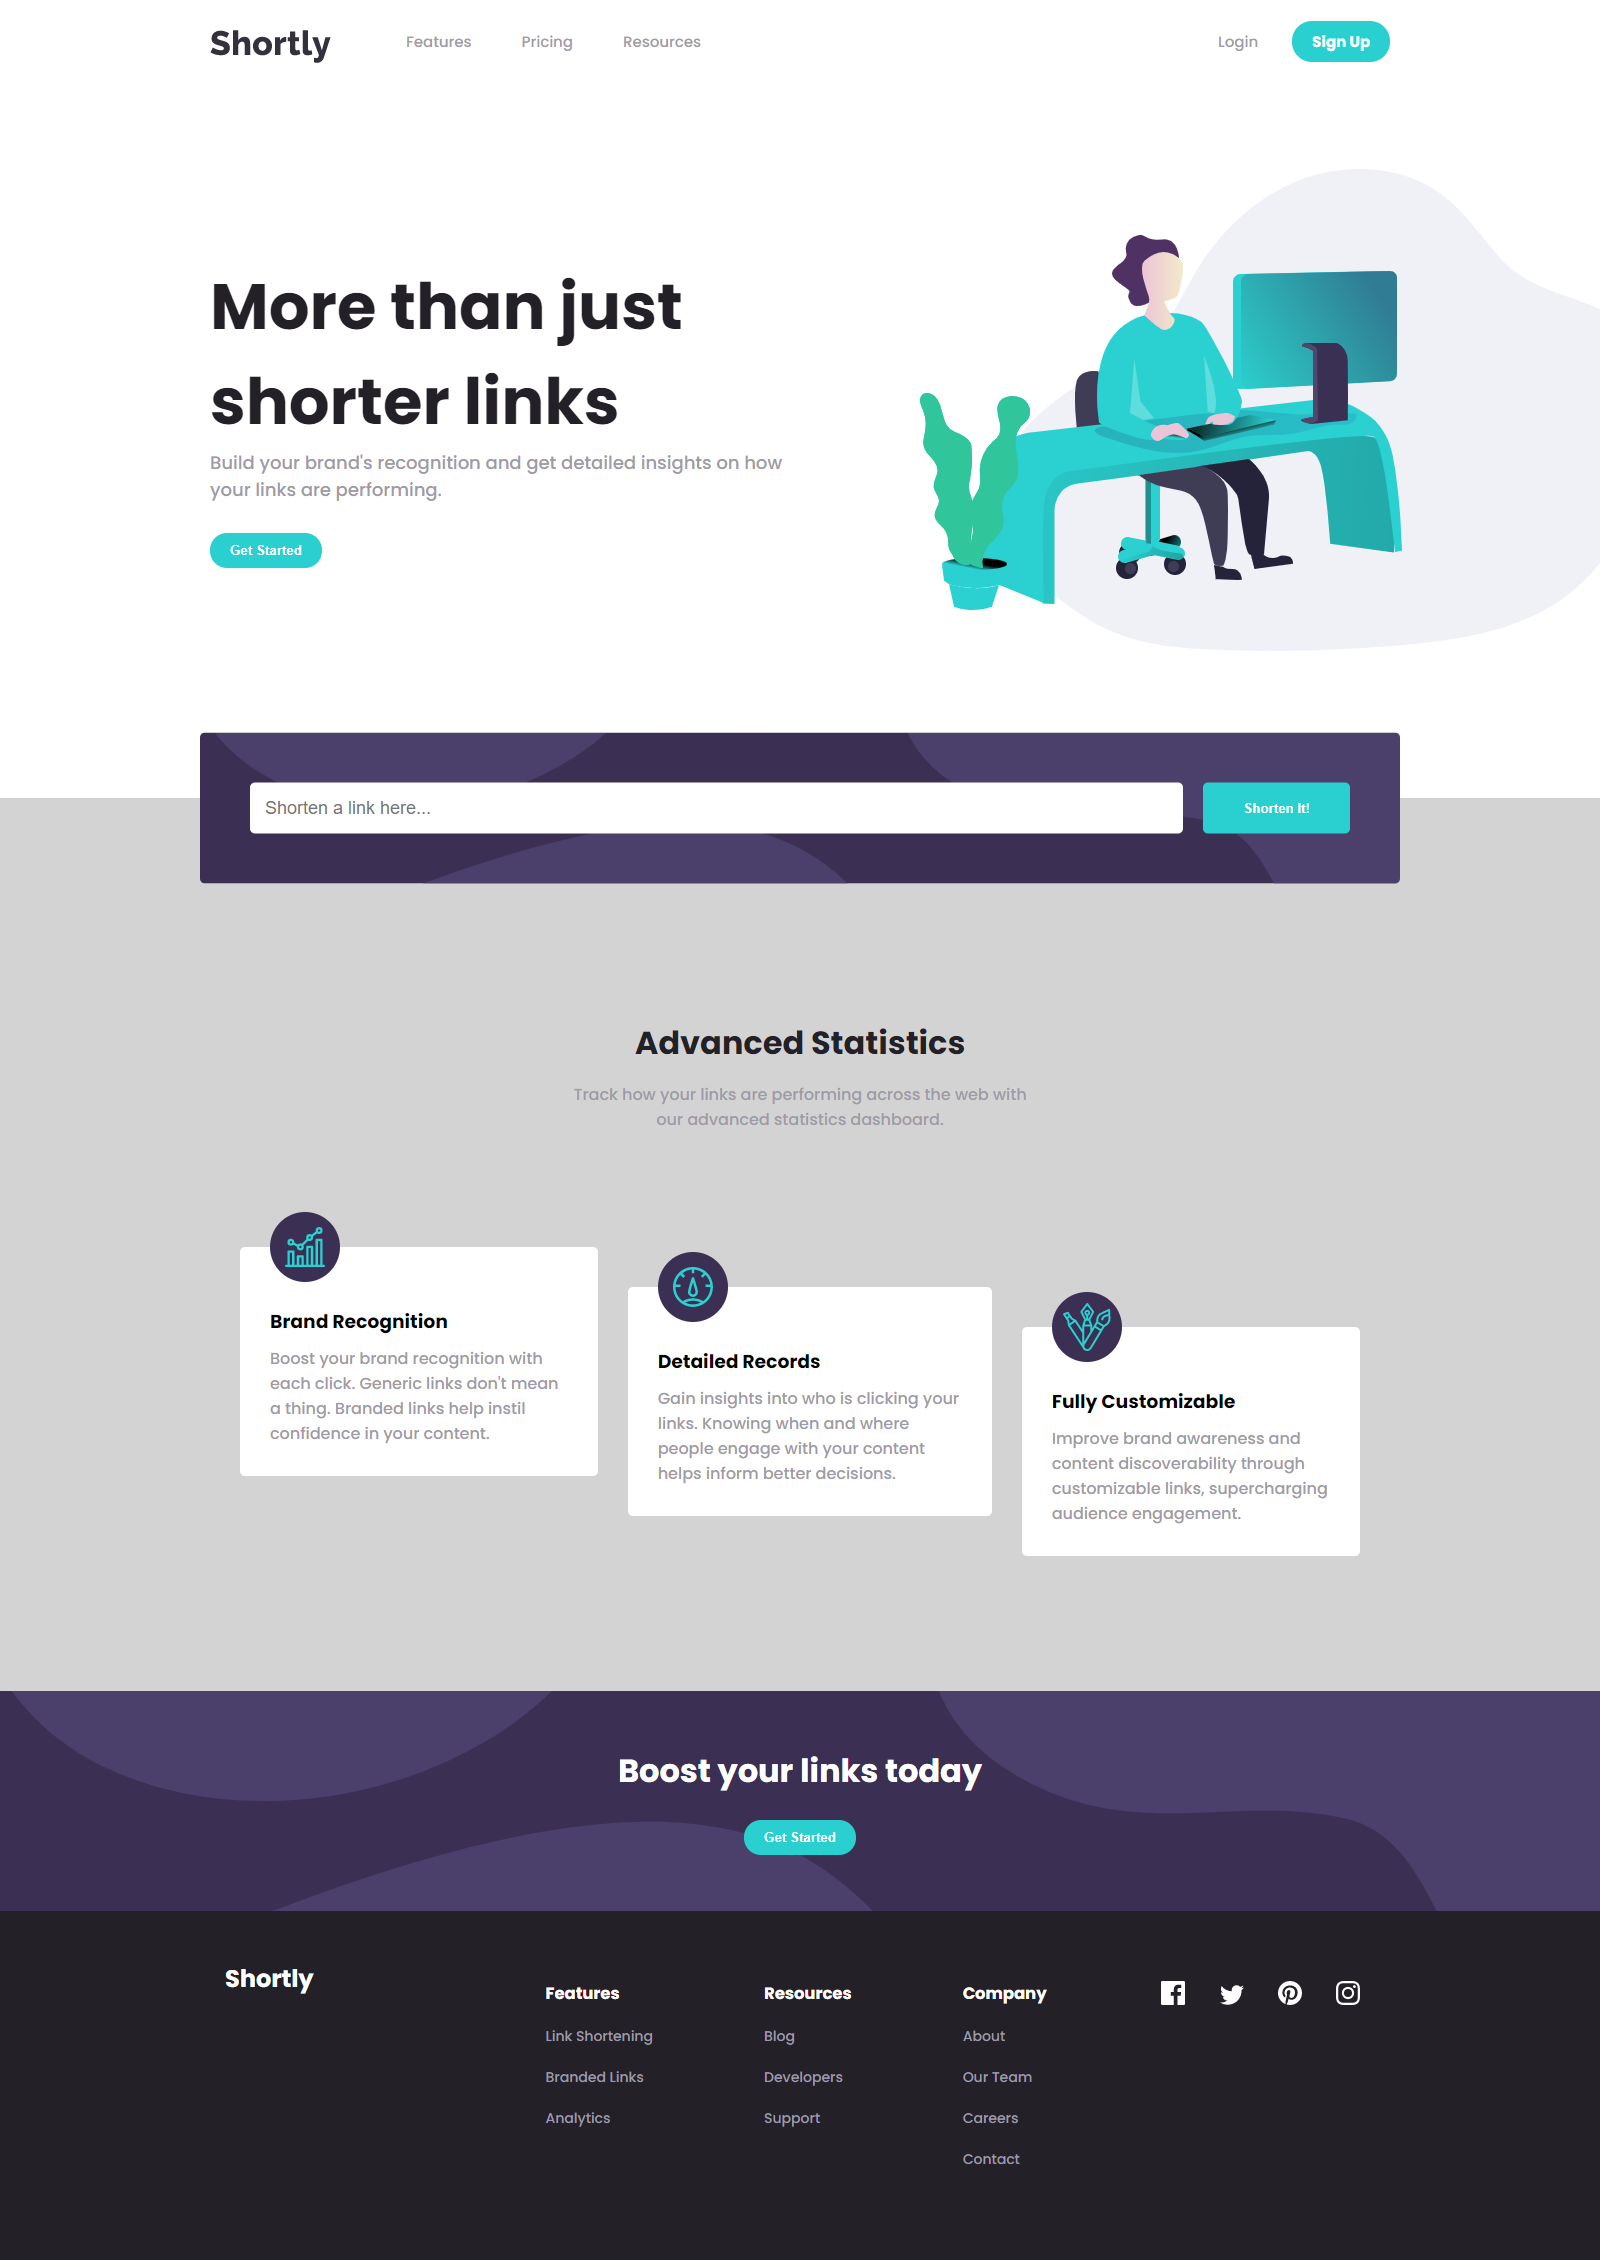 Shortly
Features
Pricing
Resources
Login
Sign Up
More than just
shorter links
Build your brand's recognition and get detailed insights on how
your links are performing.
Get Started
Shorten a link here...
Shorten It!
Advanced Statistics
Track how your links are performing across the web with
our advanced statistics dashboard.
Brand Recognition
Boost your brand recognition with
each click. Generic links don't mean
a thing. Branded links help instil
confidence in your content.
Detailed Records
Gain insights into who is clicking your
links. Knowing when and where
people engage with your content
helps inform better decisions.
Fully Customizable
Improve brand awareness and
content discoverability through
customizable links, supercharging
audience engagement.
Boost your links today
Get Started
Shortly
Features
Link Shortening
Branded Links
Analytics
Resources
Blog
Developers
Support
Company
About
Our Team
Careers
Contact